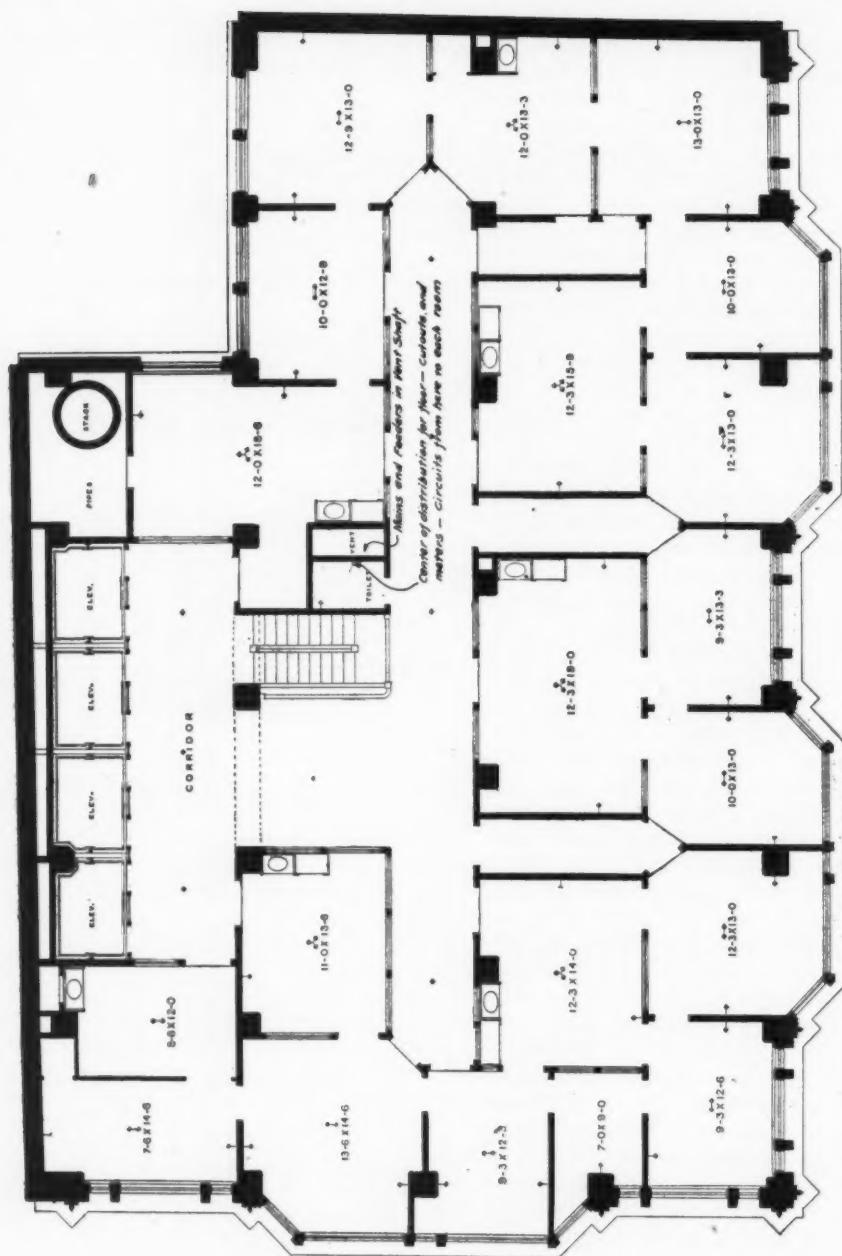 ELEV.
ELEV.
ELEV.
ELEV.
PIPES
STACK
7-6 X 14-6
8-8 X 12-0
CORRIDOR
12-0 X 18-6
10-0 X 12-9
12-9 X 13-0
13-6 X 14-6
11-0 X 13-6
TOILET
VENT
Mains and Feeders in Vent Shaft
Center of distribution for floor — Cutouts, and
meters — Circuits from here to each room
9-3 X 12-3
12-3 X 14-0
12-3 X 18-0
12-3 X 15-9
12-0 X 13-3
7-0 X 9-0
9-3 X 12-6
12-3 X 13-0
10-0 X 13-0
9-3 X 13-3
12-3 X 13-0
10-0 X 13-0
13-0 X 13-0